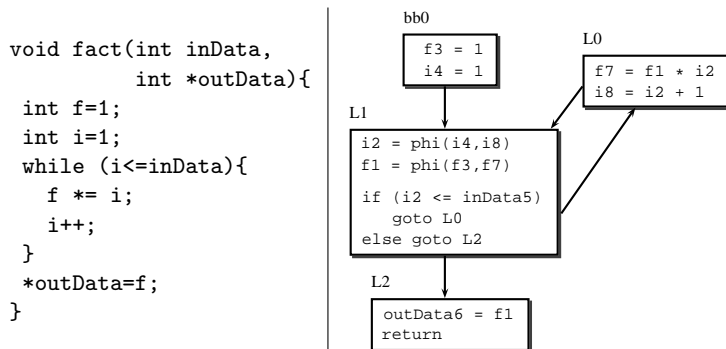 void fact(int inData,
int *outData){
int f=1;
int i=1;
while (i<=inData){
f *= i;
i++;
}
*outData=f;
}
bb0
f3 = 1
i4 = 1
L0
f7 = f1 * i2
i8 = i2 + 1
L1
i2 = phi(i4,i8)
f1 = phi(f3,f7)
if (i2 <= inData5)
goto L0
else goto L2
L2
outData6 = f1
return